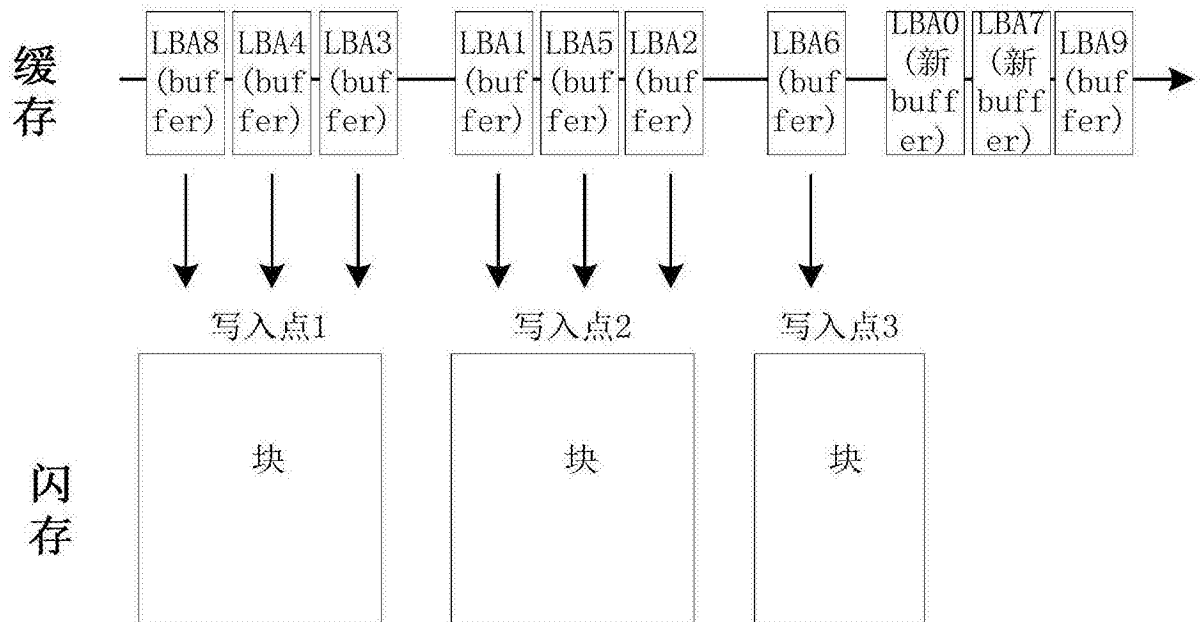 缓存
LBA8
(buf
fer)
LBA4
(buf
fer)
LBA3
(buf
fer)
LBA1
(buf
fer)
LBA5
(buf
fer)
LBA2
(buf
fer)
LBA6
(buf
fer)
LBA0
(新
buff
er)
LBA7
(新
buff
er)
LBA9
(buf
fer)
写入点1
写入点2
写入点3
闪存
块
块
块